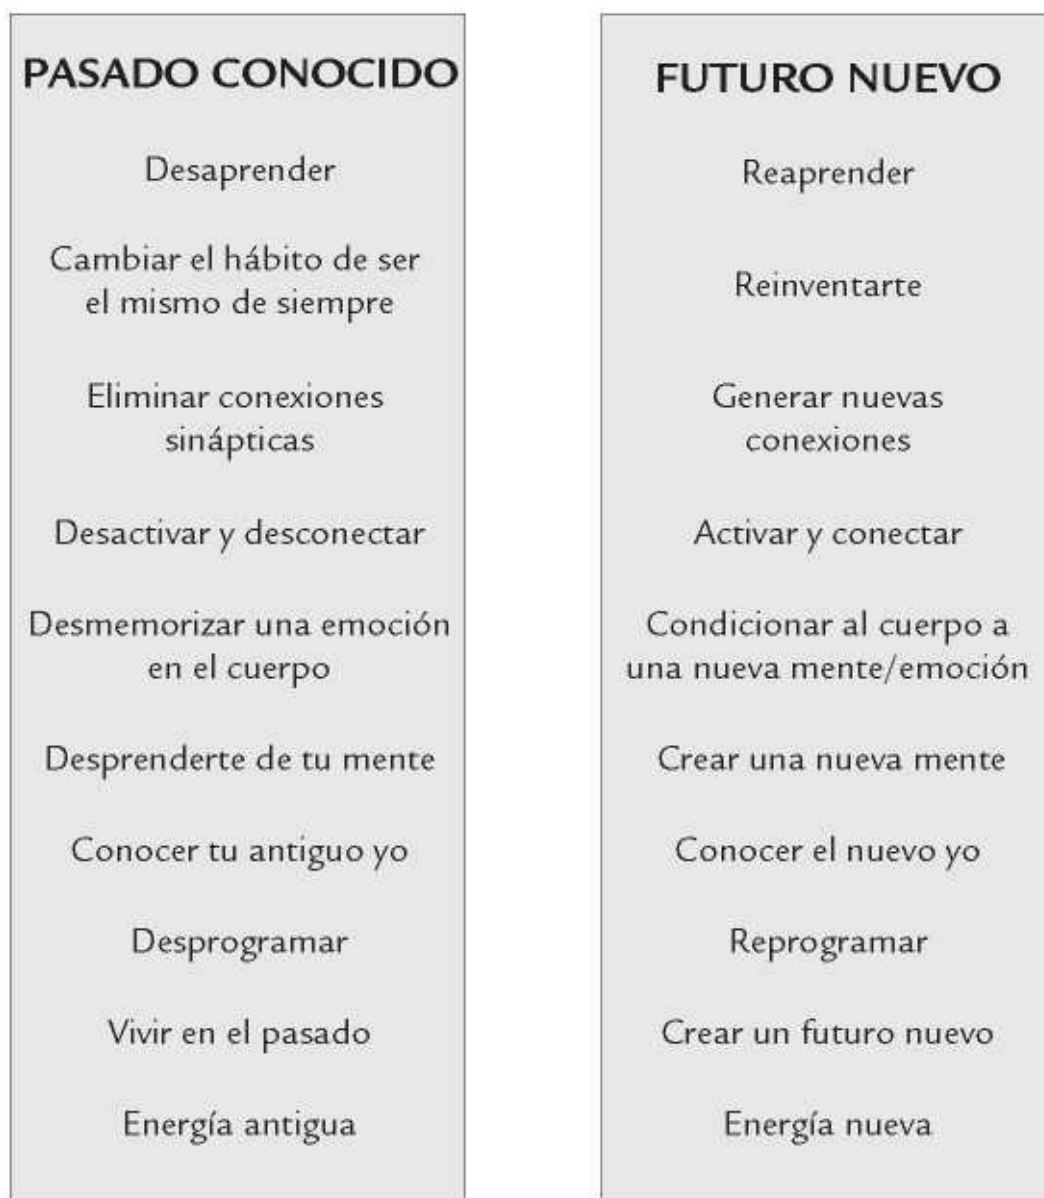 PASADO CONOCIDO
Desaprender
Cambiar el hábito de ser
el mismo de siempre
Eliminar conexiones
sinápticas
Desactivar y desconectar
Desmemorizar una emoción
en el cuerpo
Desprenderte de tu mente
Conocer tu antiguo yo
Desprogramar
Vivir en el pasado
Energía antigua
FUTURO NUEVO
Reaprender
Reinventarte
Generar nuevas
conexiones
Activar y conectar
Condicionar al cuerpo a
una nueva mente/emoción
Crear una nueva mente
Conocer el nuevo yo
Reprogramar
Crear un futuro nuevo
Energía nueva